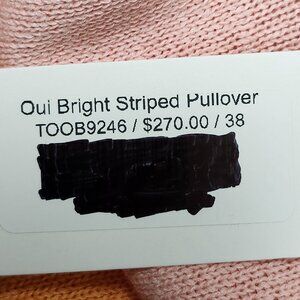 Oui Bright Striped Pullover
TOOB9246 / $270.00 / 38